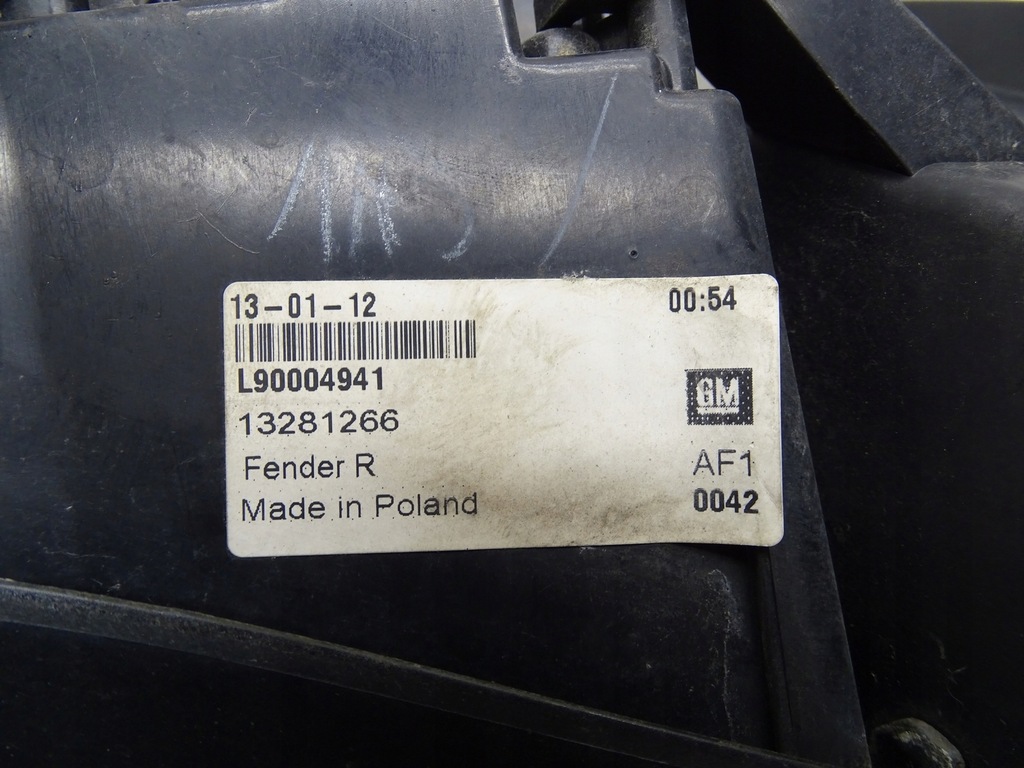 13-01-12 00:54
L90004941
GM
13281266
Fender R AF1
Made in Poland 0042